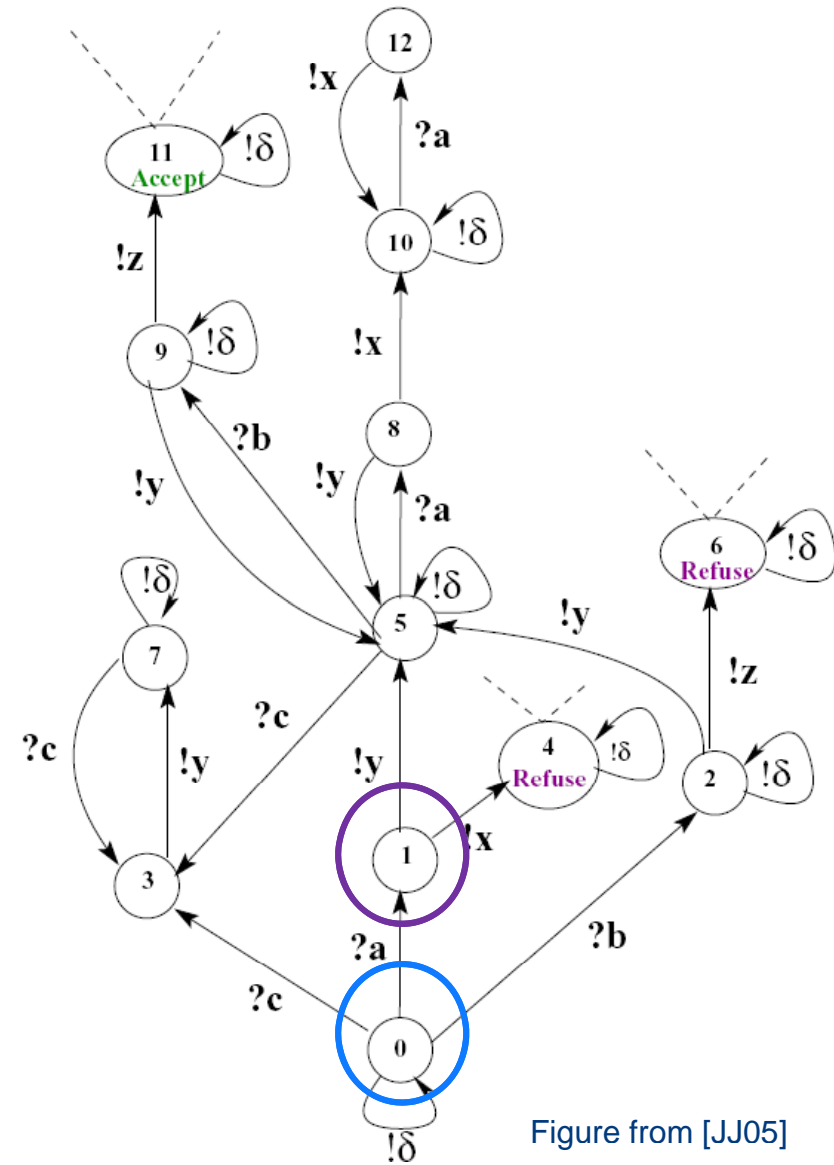 12
!x
?a
11
!δ
Accept
10
!δ
!z
!x
9
!δ
8
?b
!y
!y
?a
6
!δ
Refuse
!δ
5
!δ
!y
7
!z
?c
?c
!y
!y
4
!δ
Refuse
2
!δ
!x
1
3
?a
?b
?c
0
!δ
Figure from [JJ05]